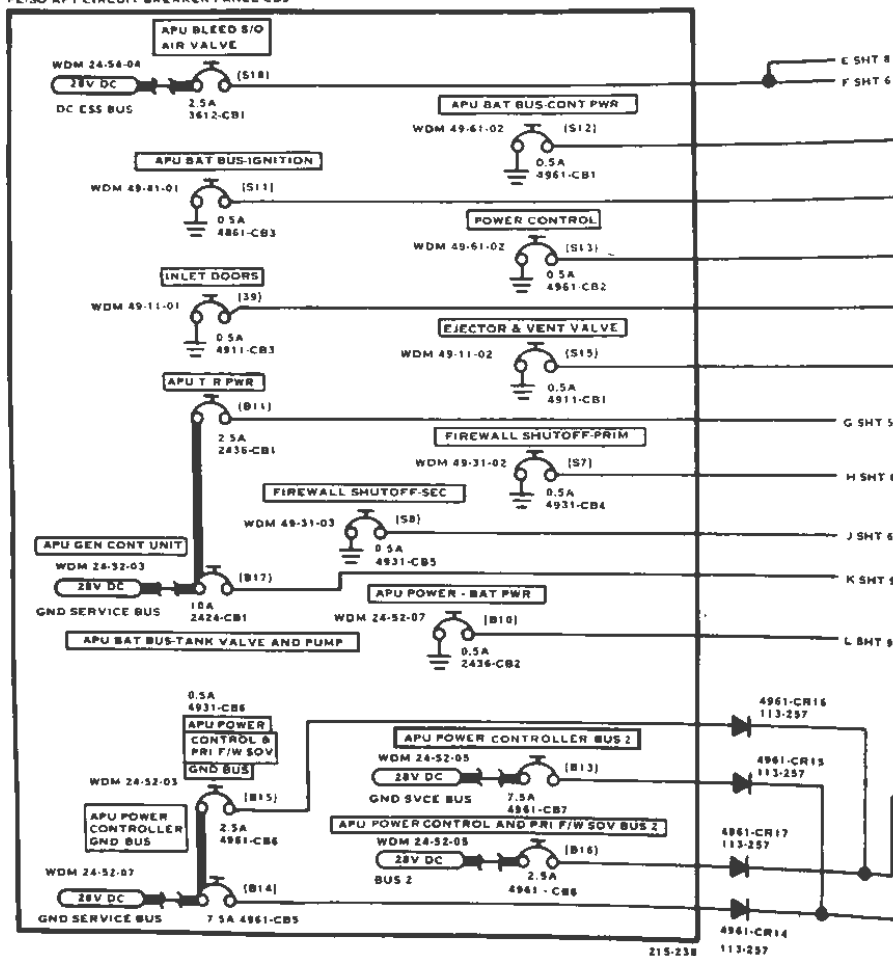 APU BLEED S/O
AIR VALVE
WDM 24-54-04
28V DC
(S18)
DC ESS BUS
2.5A
3612-CB1
E SHT 8
F SHT 6
APU BAT BUS-CONT PWR
WDM 49-61-02
(S12)
0.5A
4961-CB1
APU BAT BUS-IGNITION
WDM 49-41-01
(S11)
0.5A
4861-CB3
POWER CONTROL
WDM 49-61-02
(S13)
0.5A
4961-CB2
INLET DOORS
WDM 49-11-01
(39)
0.5A
4911-CB3
EJECTOR & VENT VALVE
WDM 49-11-02
(S15)
0.5A
4911-CB1
APU T R PWR
(B11)
2.5A
2436-CB1
G SHT 5
FIREWALL SHUTOFF-PRIM
WDM 49-31-02
(S7)
0.5A
4931-CB4
H SHT
FIREWALL SHUTOFF-SEC
WDM 49-31-03
(S8)
0.5A
4931-CB5
J SHT 6
APU GEN CONT UNIT
WDM 24-32-03
28V DC
(B17)
GND SERVICE BUS
10A
2424-CB1
K SHT 9
APU POWER - BAT PWR
WDM 24-52-07
(B10)
0.5A
2436-CB2
L SHT 9
APU BAT BUS-TANK VALVE AND PUMP
0.5A
4931-CB6
APU POWER
CONTROL &
PRI F/W SOV
GND BUS
WDM 24-52-03
(B15)
2.5A
4961-CB6
4961-CR16
113-257
APU POWER CONTROLLER BUS 2
WDM 24-52-05
28V DC
(B13)
GND SVCE BUS
7.5A
4961-CB7
4961-CR15
113-257
APU POWER
CONTROLLER
GND BUS
APU POWER CONTROL AND PRI F/W SOV BUS 2
WDM 24-52-05
28V DC
(B16)
BUS 2
2.5A
4961-CB8
4961-CR17
113-257
WDM 24-52-07
28V DC
(B14)
GND SERVICE BUS
7.5A 4961-CB5
4961-CR14
113-257
215-238